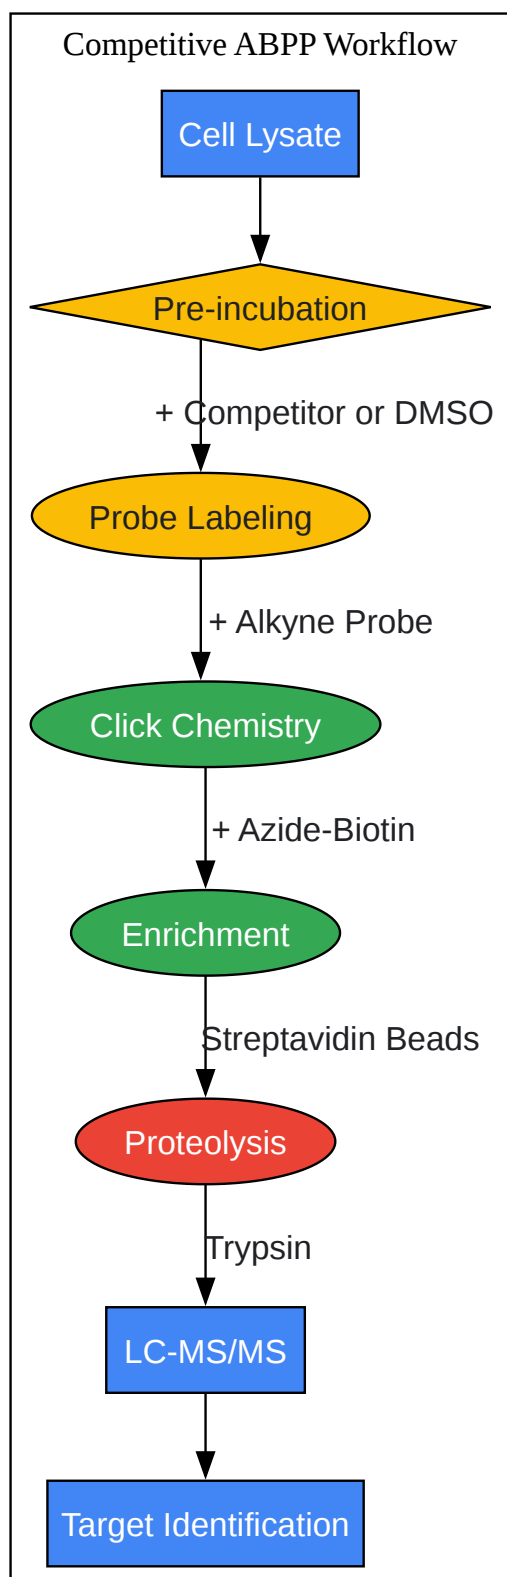 Competitive ABPP Workflow
Cell Lysate
Pre-incubation
+ Competitor or DMSO
Probe Labeling
+ Alkyne Probe
Click Chemistry
+ Azide-Biotin
Enrichment
Streptavidin Beads
Proteolysis
Trypsin
LC-MS/MS
Target Identification